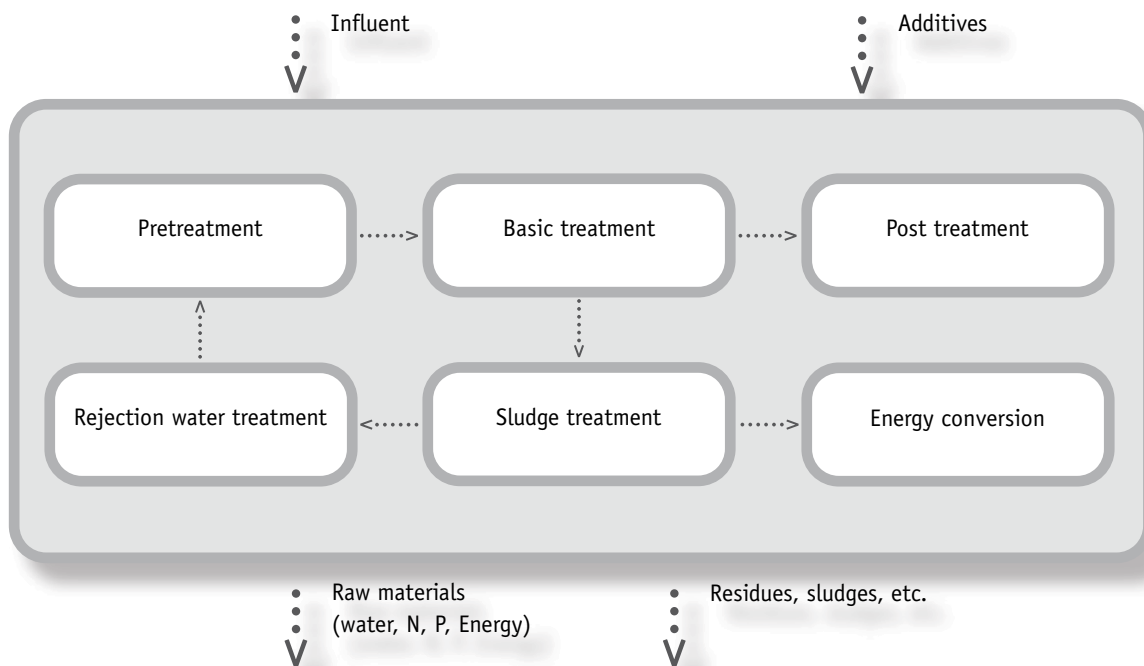 Influent
Additives
Pretreatment
Basic treatment
Post treatment
Rejection water treatment
Sludge treatment
Energy conversion
Raw materials
(water, N, P, Energy)
Residues, sludges, etc.